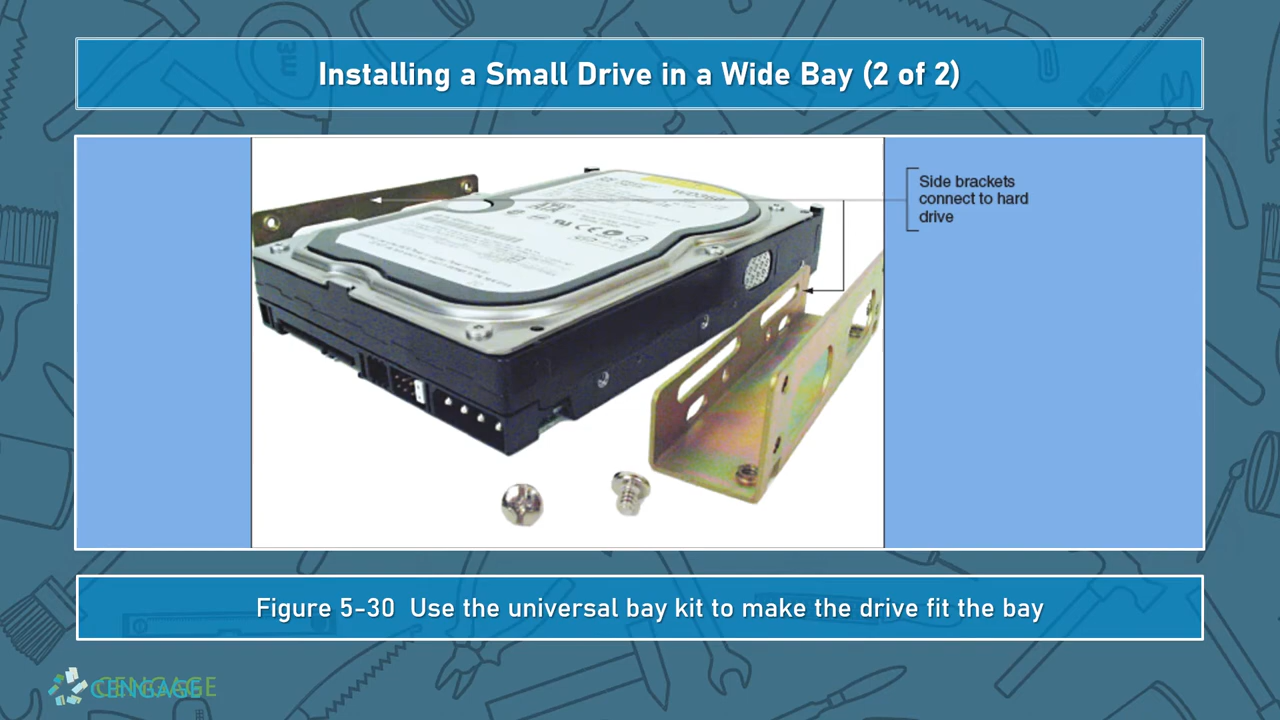 Installing a Small Drive in a Wide Bay (2 of 2)
Side brackets
connect to hard
drive
Figure 5-30 Use the universal bay kit to make the drive fit the bay
CENGAGE